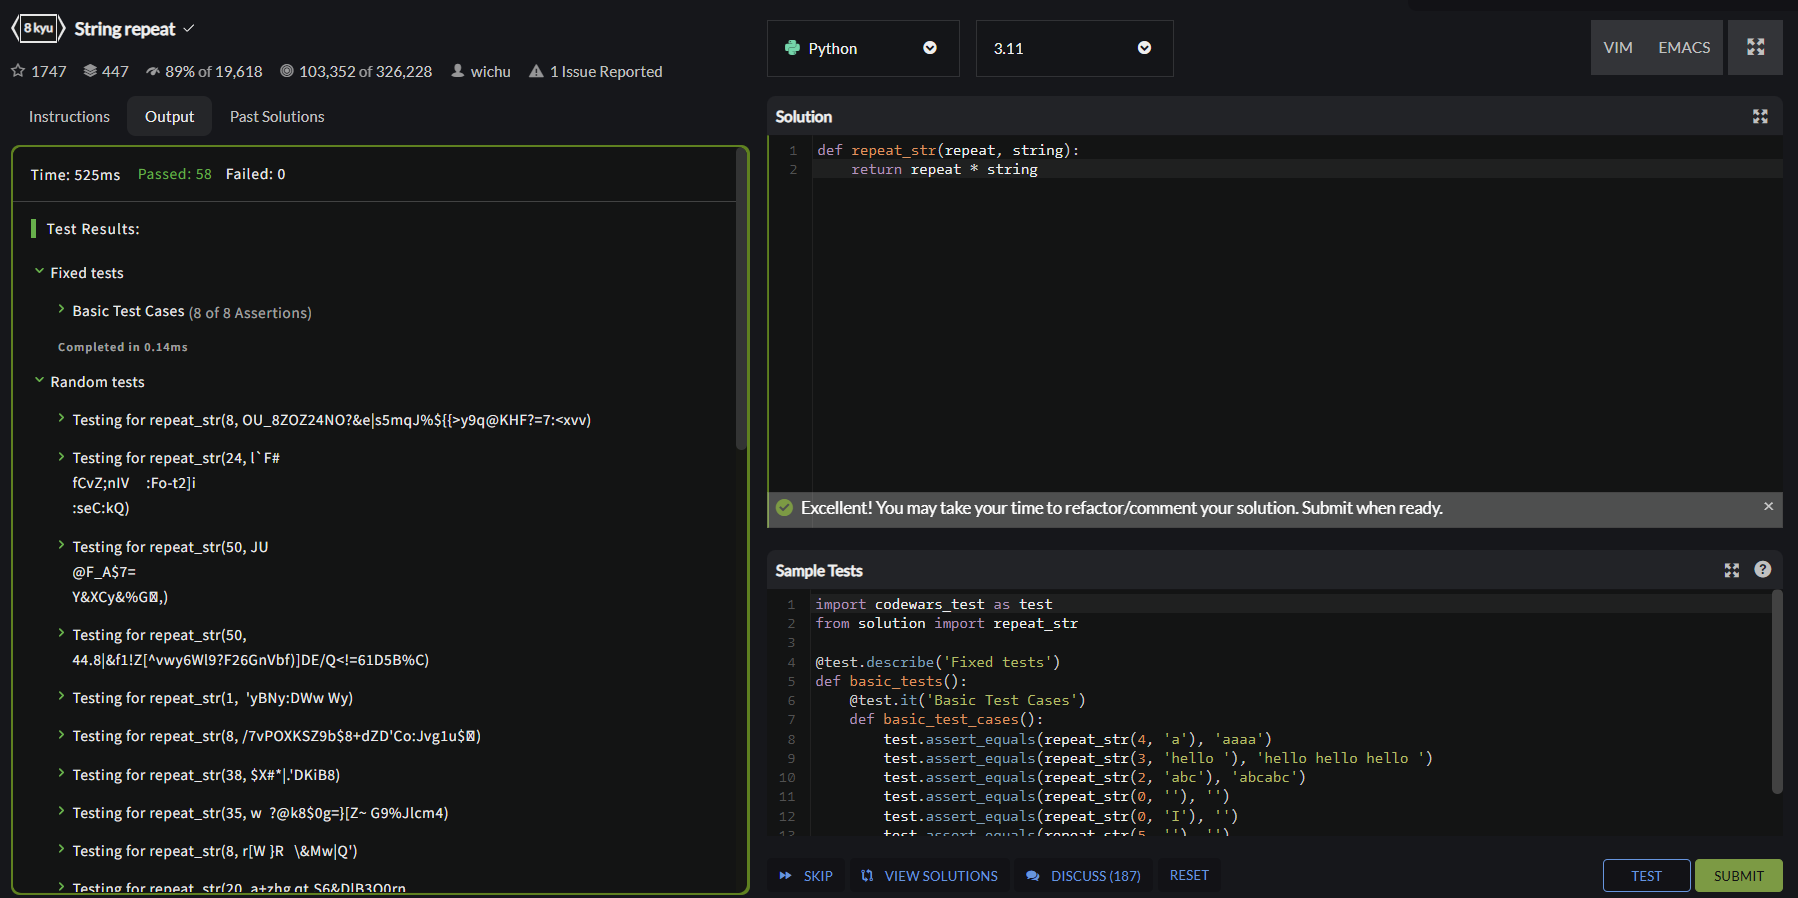 8 kyu String repeat
1747 447 89% of 19,618 103,352 of 326,228 wichu 1 Issue Reported
Instructions Output Past Solutions
Time: 525ms Passed: 58 Failed: 0
Test Results:
Fixed tests
Basic Test Cases (8 of 8 Assertions)
Completed in 0.14ms
Random tests
Testing for repeat_str(8, OU_8ZOZ24NO?&e|s5mqJ%${{>y9q@KHF?=7:<xvv)
Testing for repeat_str(24, l`F#
fCvZ;nIV :Fo-t2]i
:seC:kQ)
Testing for repeat_str(50, JU
@F_A$7=
Y&XCy&%G,)
Testing for repeat_str(50,
44.8|&f1!Z[^vwy6Wl9?F26GnVbf)]DE/Q<!=61D5B%C)
Testing for repeat_str(1, 'yBNy:DWw Wy)
Testing for repeat_str(8, /7vPOXKSZ9b$8+dZD'Co:Jvg1u$)
Testing for repeat_str(38, $X#*|.'DKiB8)
Testing for repeat_str(35, w ?@k8$0g=}[Z~ G9%Jlcm4)
Testing for repeat_str(8, r[W }R \&Mw|Q')
Testing for repeat_str(20,
Python 3.11 VIM EMACS
Solution
1 def repeat_str(repeat, string):
2 return repeat * string
Excellent! You may take your time to refactor/comment your solution. Submit when ready. ×
Sample Tests ?
1 import codewars_test as test
2 from solution import repeat_str
3
4 @test.describe('Fixed tests')
5 def basic_tests():
6 @test.it('Basic Test Cases')
7 def basic_test_cases():
8 test.assert_equals(repeat_str(4, 'a'), 'aaaa')
9 test.assert_equals(repeat_str(3, 'hello '), 'hello hello hello ')
10 test.assert_equals(repeat_str(2, 'abc'), 'abcabc')
11 test.assert_equals(repeat_str(0, ''), '')
12 test.assert_equals(repeat_str(0, 'I'), '')
13 test.assert_equals(repeat_str(5, ''), '')
SKIP VIEW SOLUTIONS DISCUSS (187) RESET TEST SUBMIT